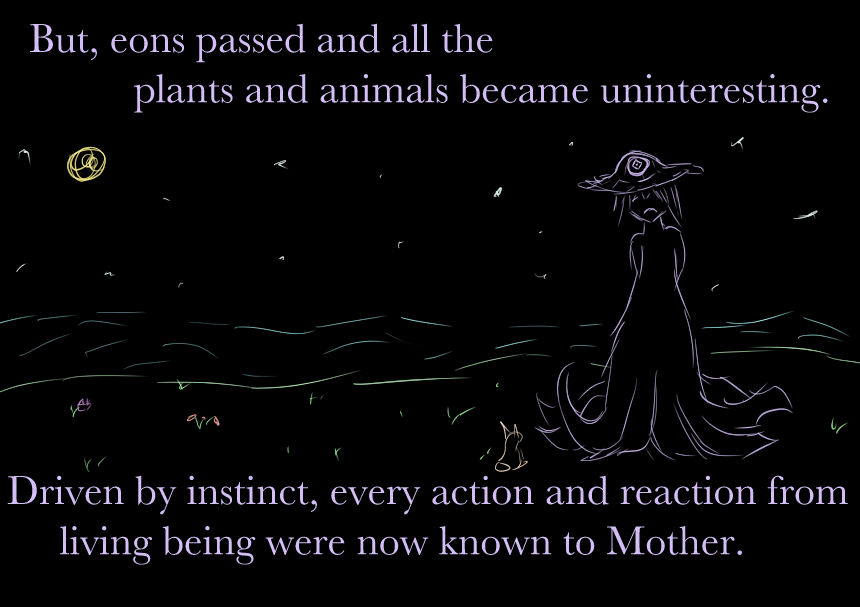 But, eons passed and all the
plants and animals became uninteresting.
Driven by instinct, every action and reaction from
living being were now known to Mother.